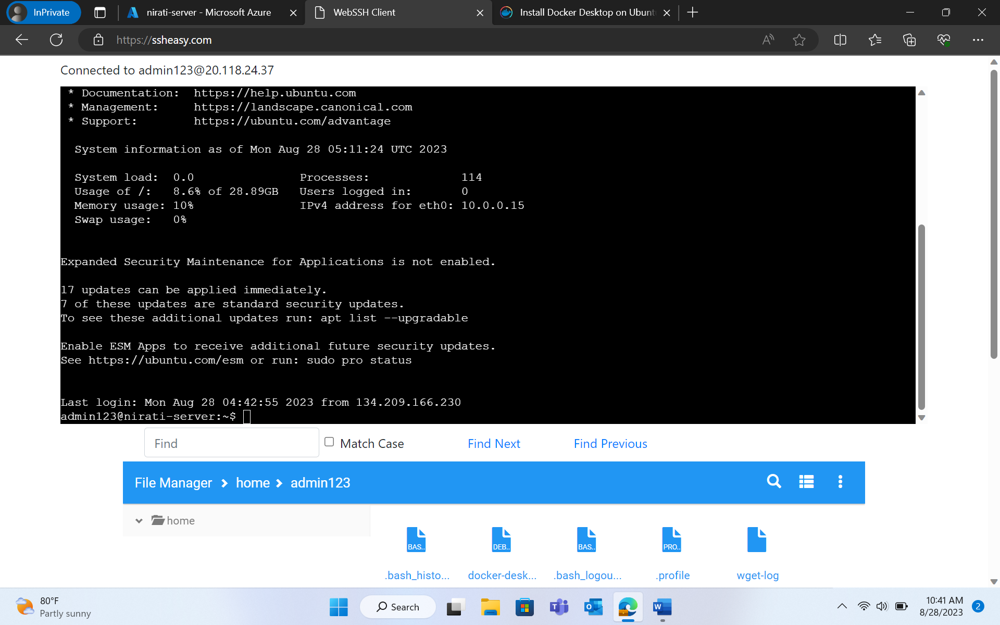 InPrivate
nirati-server - Microsoft Azure
WebSSH Client
Install Docker Desktop on Ubunt
https://ssheasy.com
Connected to admin123@20.118.24.37
* Documentation: https://help.ubuntu.com
* Management: https://landscape.canonical.com
* Support: https://ubuntu.com/advantage
System information as of Mon Aug 28 05:11:24 UTC 2023
System load: 0.0 Processes: 114
Usage of /: 8.6% of 28.89GB Users logged in: 0
Memory usage: 10% IPv4 address for eth0: 10.0.0.15
Swap usage: 0%
Expanded Security Maintenance for Applications is not enabled.
17 updates can be applied immediately.
7 of these updates are standard security updates.
To see these additional updates run: apt list --upgradable
Enable ESM Apps to receive additional future security updates.
See https://ubuntu.com/esm or run: sudo pro status
Last login: Mon Aug 28 04:42:55 2023 from 134.209.166.230
admin123@nirati-server:~$
Find
Match Case
Find Next
Find Previous
File Manager > home > admin123
home
BAS..
DEB..
BAS..
PRO..
.bash_histo...
docker-desk...
.bash_logou...
.profile
wget-log
80°F
Partly sunny
Search
10:41 AM
8/28/2023
2